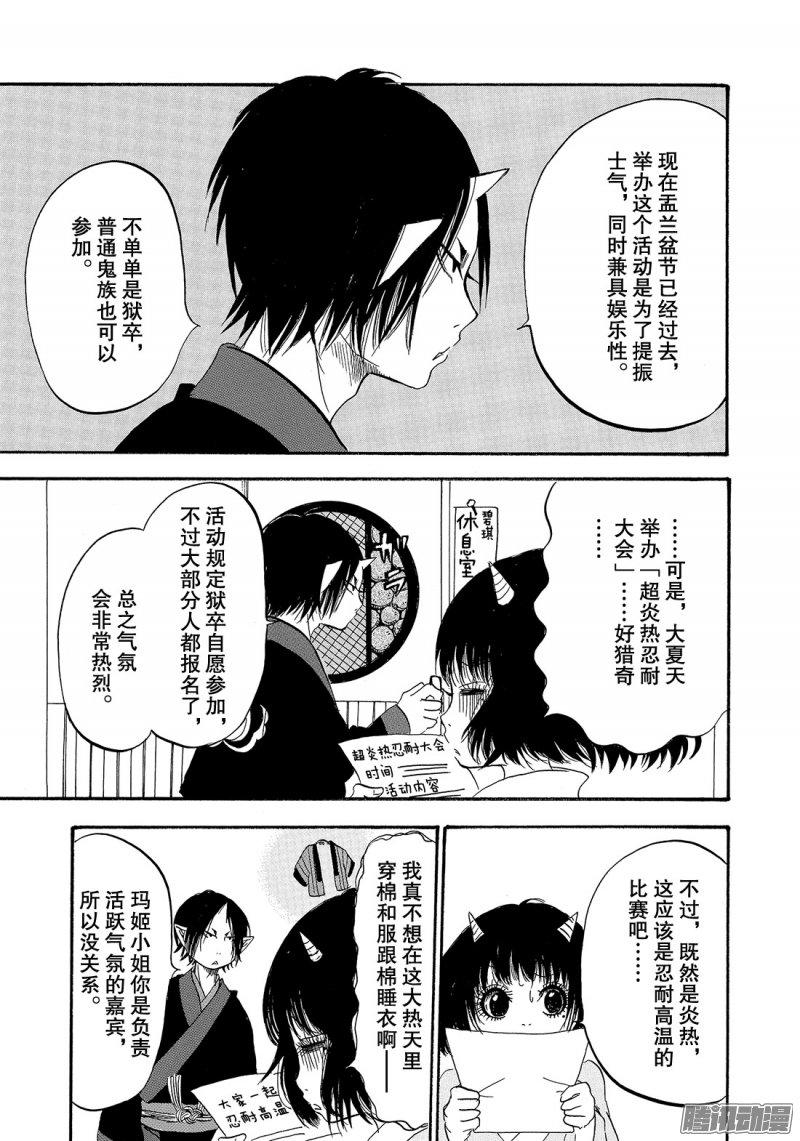 现在盂兰盆节已经过去，
举办这个活动是为了提振
士气，同时兼具娱乐性。
不单单是狱卒，
普通鬼族也可以
参加。
……可是，大夏天
举办「超炎热忍耐
大会」……好猎奇
……
碧琪
休息室
活动规定狱卒自愿参加，
不过大部分人都报名了，
总之气氛
会非常热烈。
ガラ
超炎热忍耐大会
时间
活动内容
不过，既然是炎热，
这应该是忍耐高温的
比赛吧……
我真不想在这大热天里
穿棉和服跟棉睡衣啊——
玛姬小姐你是负责
活跃气氛的嘉宾，
所以没关系。
大家一起
忍耐高温
腾讯动漫